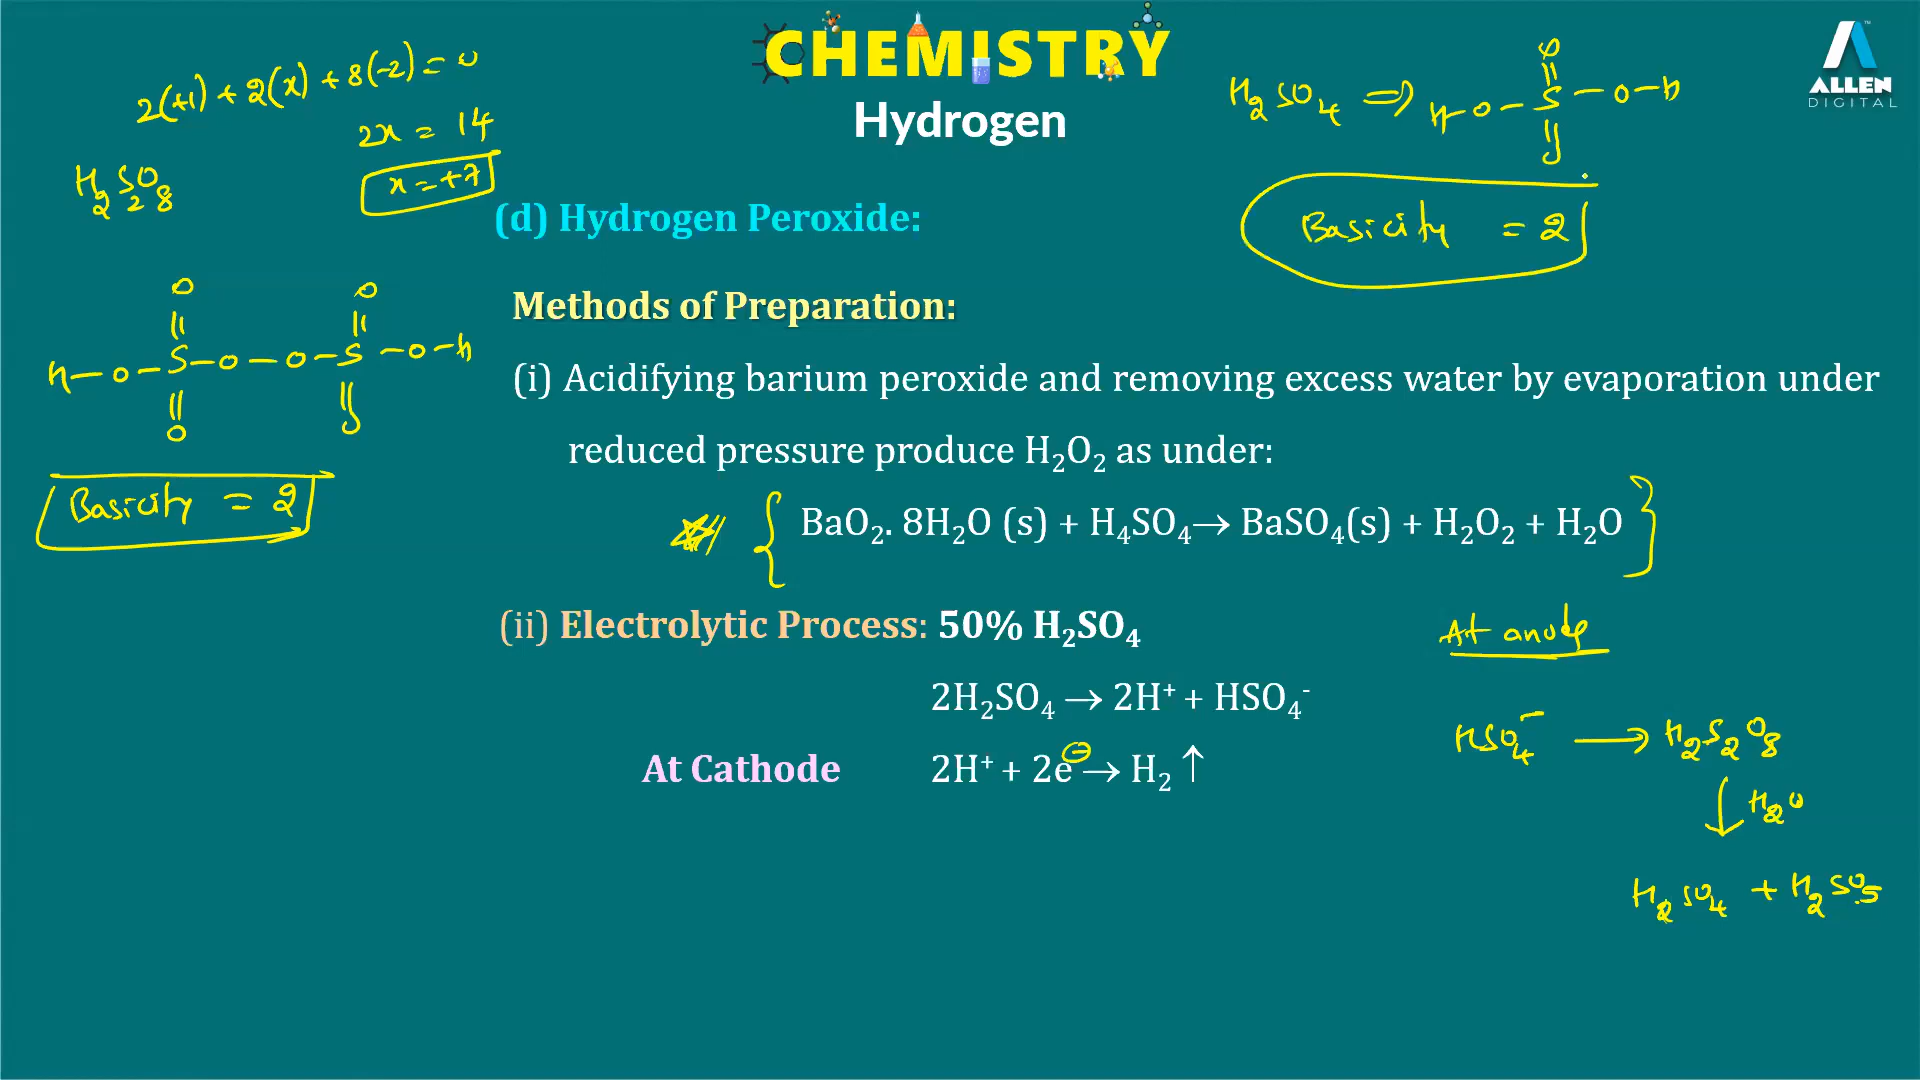 CHEMISTRY
Hydrogen
ALLEN
DIGITAL
2(+1) + 2(x) + 8(-2) = 0
2x = 14
x = +7
H₂S₂O₈
H₂SO₄ ⇒
O
H-O-S-O-H
O
Basicity = 2
(d) Hydrogen Peroxide:
O O
H-O-S-O-O-S-O-H
O O
Basicity = 2
Methods of Preparation:
(i) Acidifying barium peroxide and removing excess water by evaporation under
reduced pressure produce H₂O₂ as under:
BaO₂. 8H₂O (s) + H₄SO₄→ BaSO₄(s) + H₂O₂ + H₂O
(ii) Electrolytic Process: 50% H₂SO₄
2H₂SO₄ → 2H⁺ + HSO₄⁻
At Cathode 2H⁺ + 2e⊖ → H₂ ↑
At anode
HSO₄⁻ → H₂S₂O₈
↓ H₂O
H₂SO₄ + H₂SO₅